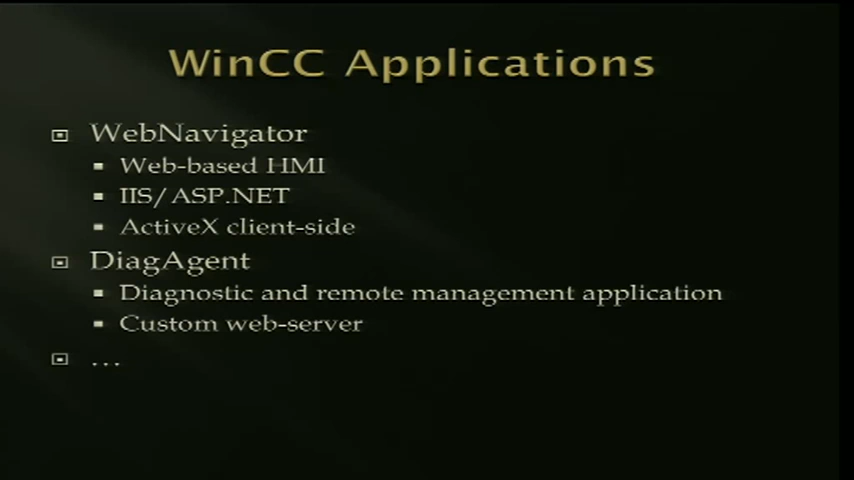 WinCC Applications
WebNavigator
Web-based HMI
IIS/ASP.NET
ActiveX client-side
DiagAgent
Diagnostic and remote management application
Custom web-server
...